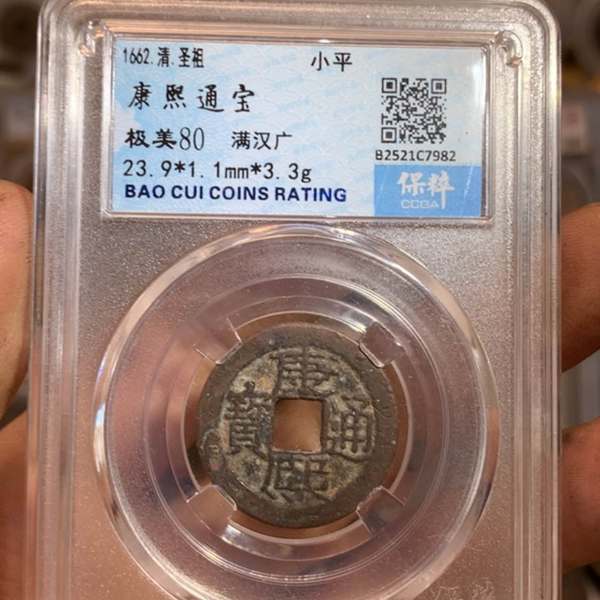 1662.清.圣祖 小平
康熙通宝
极美80 满汉广
23.9*1.1mm*3.3g
BAO CUI COINS RATING
B2521C7982
保粹
CCGA
康熙通寶